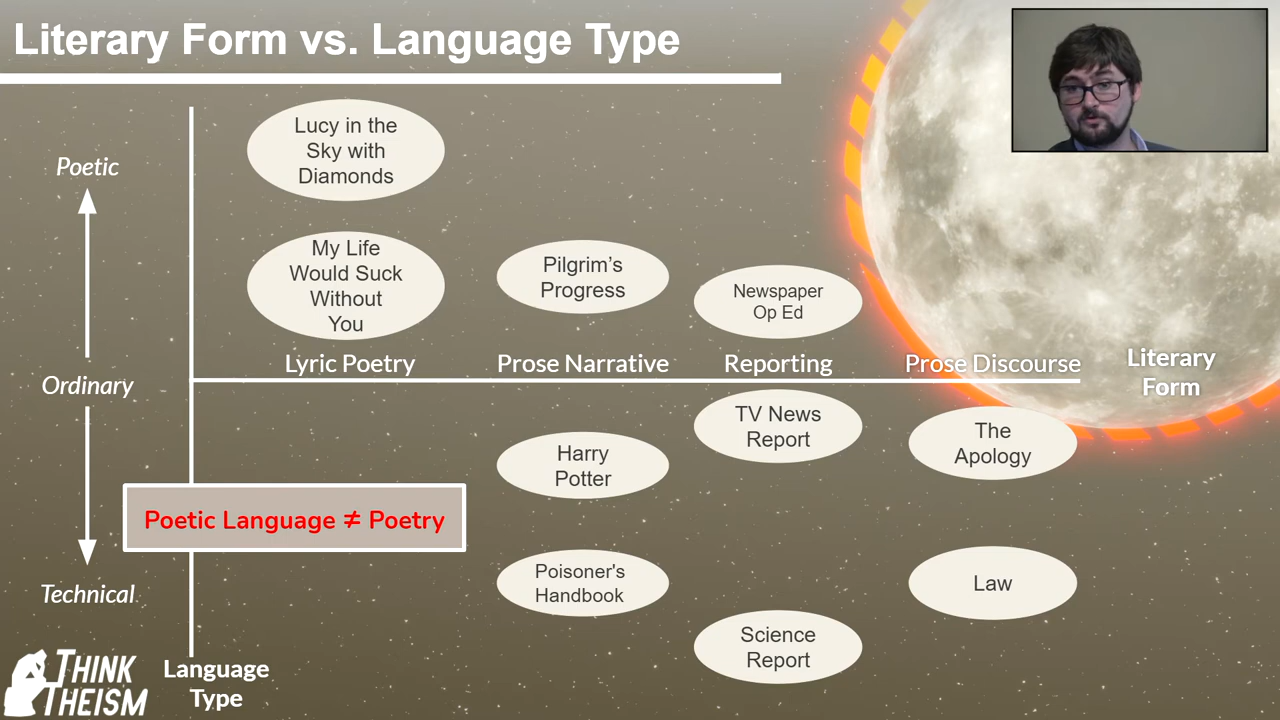 Literary Form vs. Language Type
Poetic
Ordinary
Technical
Language
Type
Lucy in the
Sky with
Diamonds
My Life
Would Suck
Without
You
Pilgrim's
Progress
Newspaper
Op Ed
Lyric Poetry
Prose Narrative
Reporting
Prose Discourse
Literary
Form
TV News
Report
The
Apology
Harry
Potter
Poetic Language ≠ Poetry
Poisoner's
Handbook
Law
Science
Report
THINK
THEISM